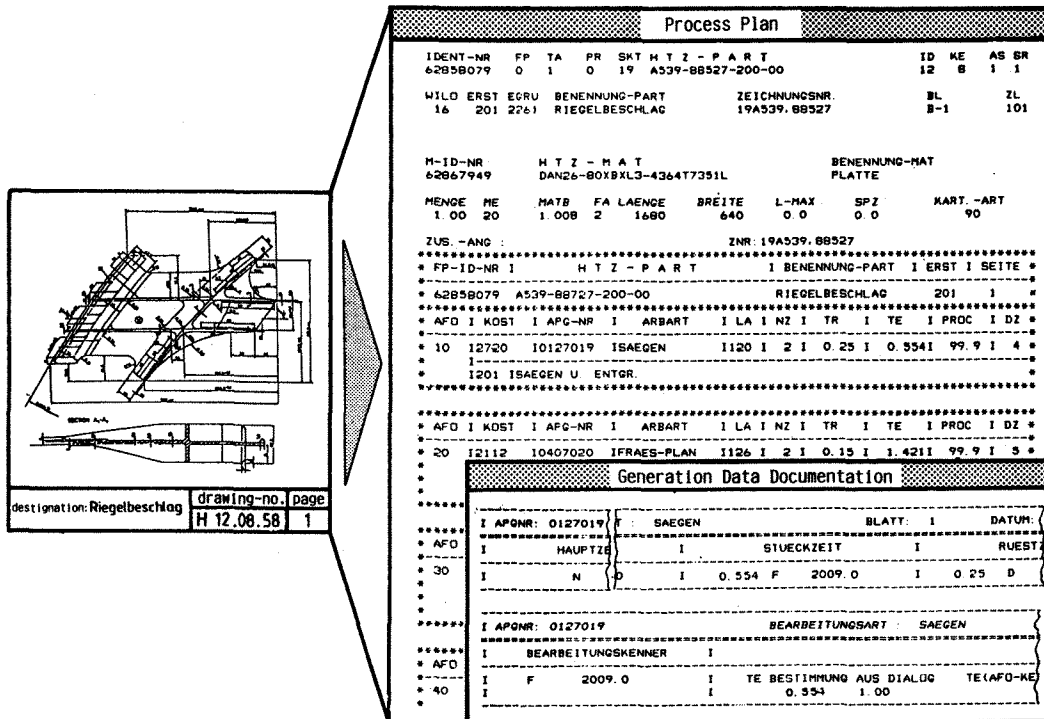 Process Plan
IDENT-NR FP TA PR SKT H T Z - P A R T ID KE AS GR
62858079 0 1 0 19 A539-88527-200-00 12 8 1 1
WILO ERST EGRU BENENNUNG-PART ZEICHNUNGSNR. BL ZL
16 201 2261 RIEGELBESCHLAG 19A539.88527 B-1 101
M-ID-NR H T Z - M A T BENENNUNG-MAT
62867949 DAN26-80XBXL3-4364T7351L PLATTE
MENGE ME MATB FA LAENGE BREITE L-MAX SPZ KART.-ART
1.00 20 1.008 2 1680 640 0.0 0.0 90
ZUS.-ANG : ZNR: 19A539.88527
* FP-ID-NR I H T Z - P A R T I BENENNUNG-PART I ERST I SEITE *
* 62858079 A539-88727-200-00 RIEGELBESCHLAG 201 1 *
* AFO I KOST I APG-NR I ARBART I LA I NZ I TR I TE I PROC I DZ *
* 10 I2720 I0127019 ISAEGEN I120 I 2 I 0.25 I 0.554I 99.9 I 4 *
* I201 ISAEGEN U. ENTGR. *
* AFO I KOST I APG-NR I ARBART I LA I NZ I TR I TE I PROC I DZ *
* 20 I2112 I0407020 IFRAES-PLAN I126 I 2 I 0.15 I 1.421I 99.9 I 5 *
* AFO
* 30
* AFO
* 40
Generation Data Documentation
I APGNR: 0127019 T : SAEGEN BLATT: 1 DATUM:
I HAUPTZE I STUECKZEIT I RUESTZ
I N D I 0.554 F 2009.0 I 0.25 D
I APGNR: 0127019 BEARBEITUNGSART : SAEGEN
I BEARBEITUNGSKENNER I
I F 2009.0 I TE BESTIMMUNG AUS DIALOG TE(AFO-KE
I I 0.554 1.00
SECTION A-A
destignation: Riegelbeschlag
drawing-no. page
H 12.08.58 1